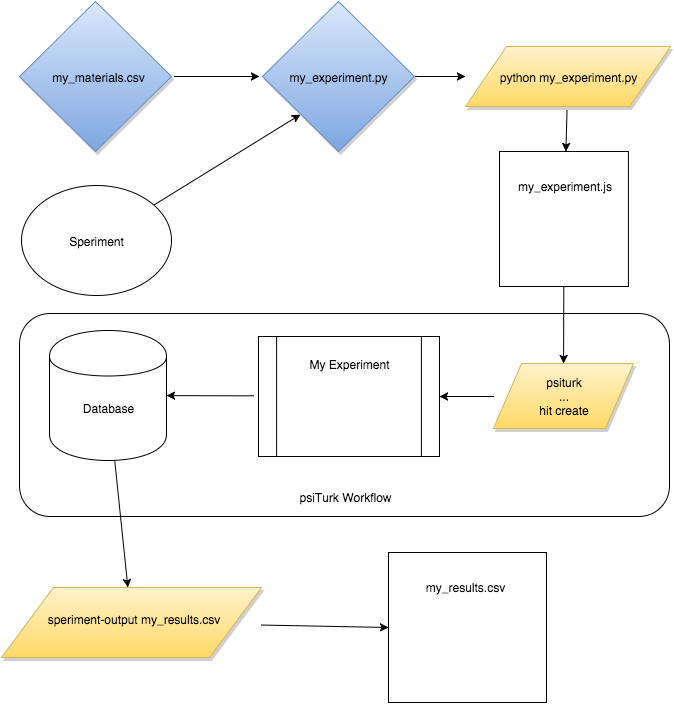 my_materials.csv
my_experiment.py
python my_experiment.py
my_experiment.js
Speriment
psiturk
...
hit create
My Experiment
Database
psiTurk Workflow
speriment-output my_results.csv
my_results.csv